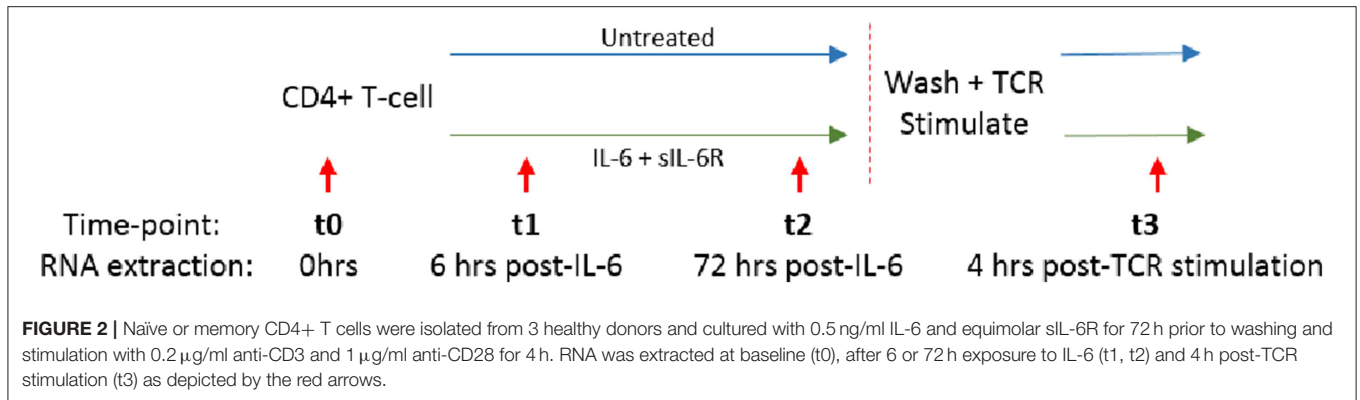 Untreated
CD4+ T-cell
Wash + TCR
Stimulate
IL-6 + sIL-6R
Time-point: t0 t1 t2 t3
RNA extraction: 0hrs 6 hrs post-IL-6 72 hrs post-IL-6 4 hrs post-TCR stimulation
FIGURE 2 | Naïve or memory CD4+ T cells were isolated from 3 healthy donors and cultured with 0.5 ng/ml IL-6 and equimolar sIL-6R for 72 h prior to washing and
stimulation with 0.2 μg/ml anti-CD3 and 1 μg/ml anti-CD28 for 4 h. RNA was extracted at baseline (t0), after 6 or 72 h exposure to IL-6 (t1, t2) and 4 h post-TCR
stimulation (t3) as depicted by the red arrows.